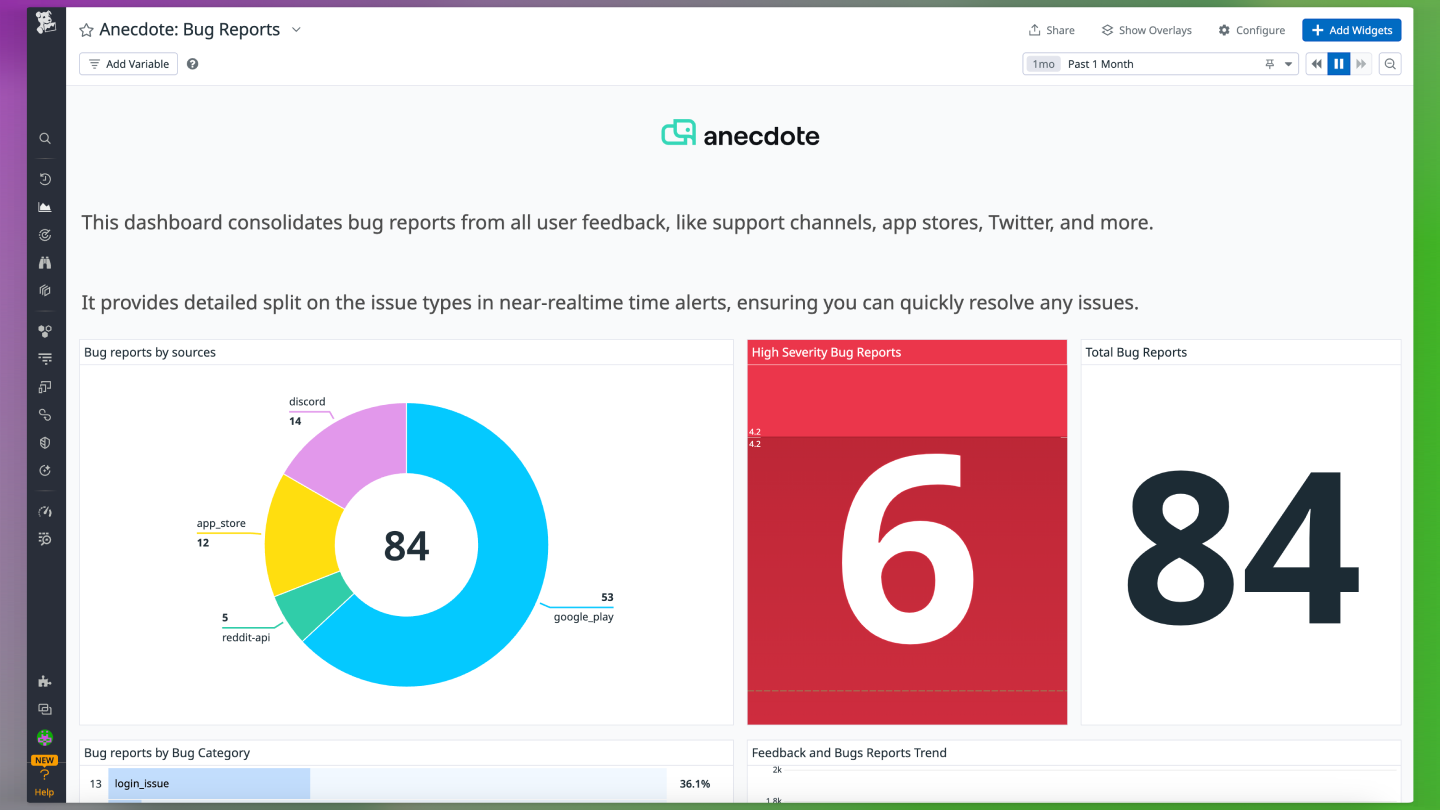 Anecdote: Bug Reports
Share
Show Overlays
Configure
Add Widgets
Add Variable
?
1mo Past 1 Month
anecdote
This dashboard consolidates bug reports from all user feedback, like support channels, app stores, Twitter, and more.
It provides detailed split on the issue types in near-realtime time alerts, ensuring you can quickly resolve any issues.
Bug reports by sources
discord
14
app_store
12
5
reddit-api
84
53
google_play
High Severity Bug Reports
4.2
4.2
6
Total Bug Reports
84
Bug reports by Bug Category
13 login_issue 36.1%
Feedback and Bugs Reports Trend
2k
1.8k
NEW
?
Help